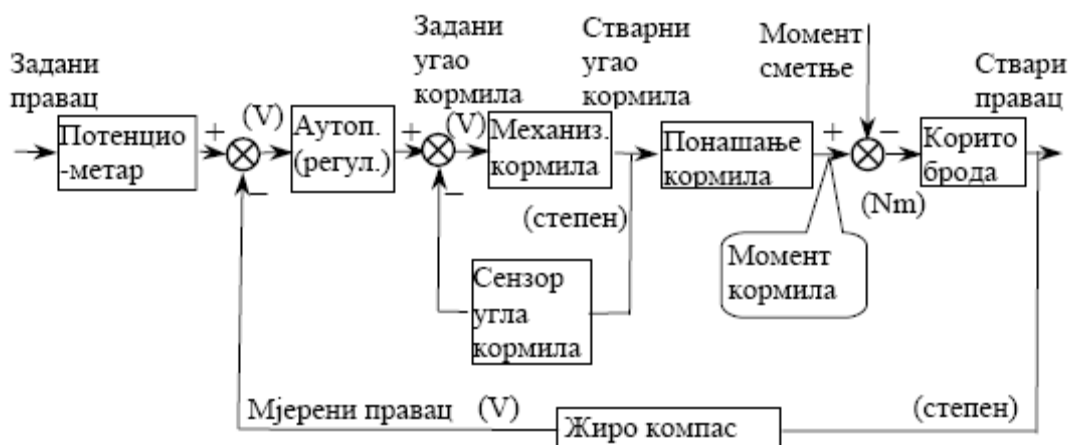 Задани
правац
Потенцио
-метар
+
(V)
−
Аутоп.
(регул.)
Задани
угао
кормила
+
(V)
−
Механиз.
кормила
Стварни
угао
кормила
(степен)
Сензор
угла
кормила
Понашање
кормила
Момент
сметње
+
−
(Nm)
Момент
кормила
Корито
брода
Ствари
правац
Мјерени правац (V)
Жиро компас
(степен)